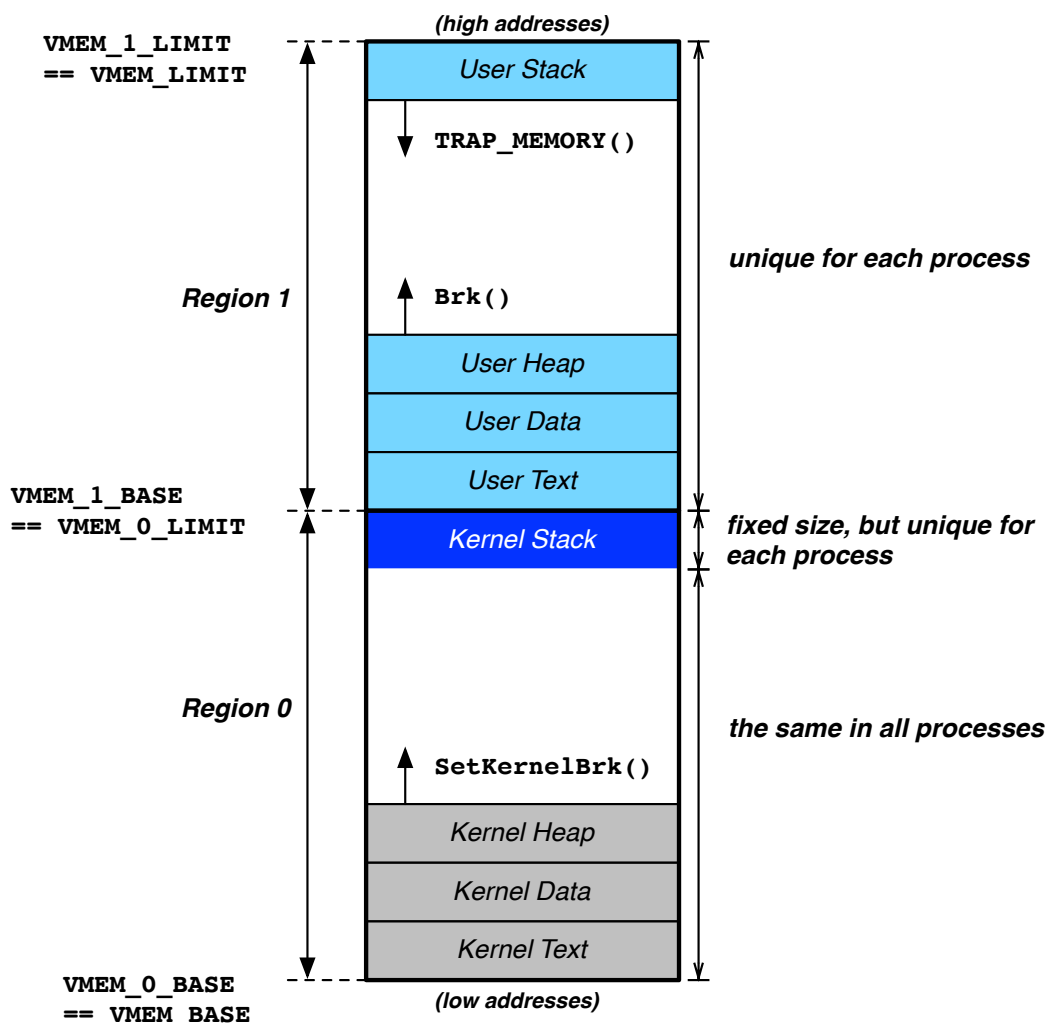 (high addresses)
VMEM_1_LIMIT
== VMEM_LIMIT
User Stack
TRAP_MEMORY()
unique for each process
Region 1
Brk()
User Heap
User Data
User Text
VMEM_1_BASE
== VMEM_0_LIMIT
Kernel Stack
fixed size, but unique for
each process
Region 0
the same in all processes
SetKernelBrk()
Kernel Heap
Kernel Data
Kernel Text
VMEM_0_BASE
== VMEM_BASE
(low addresses)